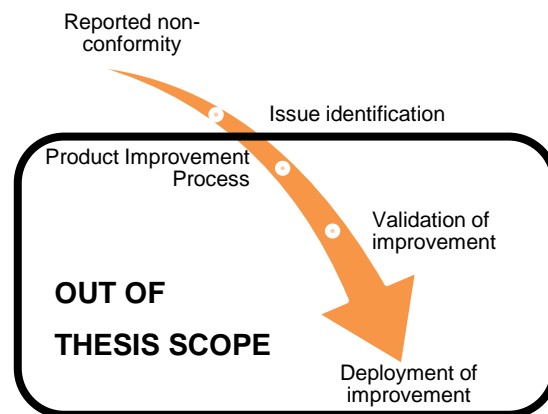 Reported non-
conformity
Issue identification
Product Improvement
Process
Validation of
improvement
OUT OF
THESIS SCOPE
Deployment of
improvement